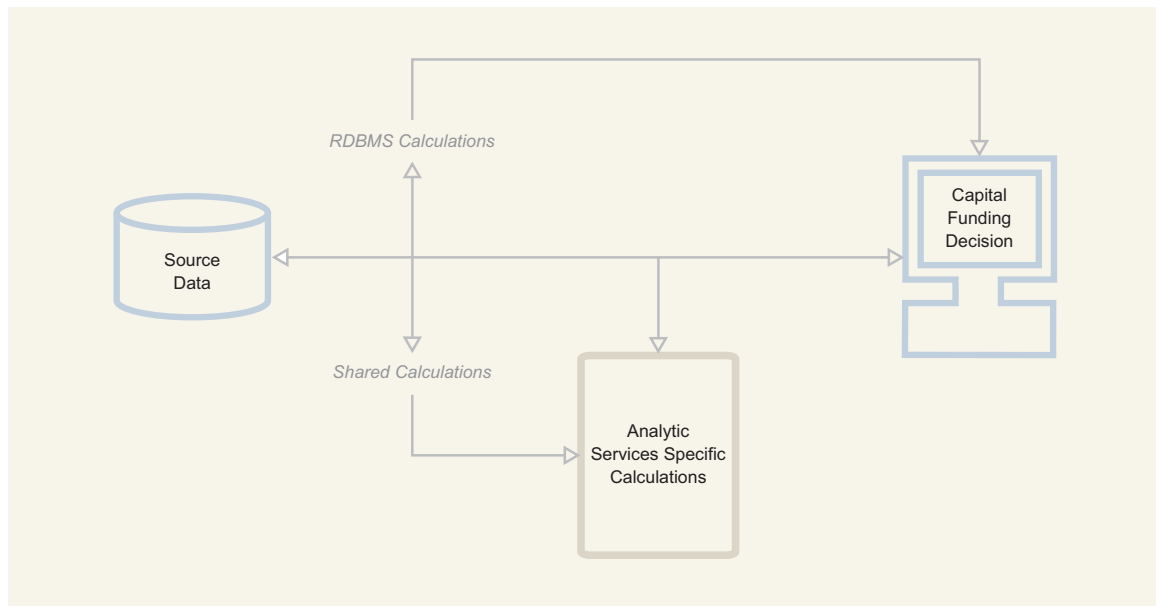 RDBMS Calculations
Capital
Funding
Decision
Source
Data
Shared Calculations
Analytic
Services Specific
Calculations